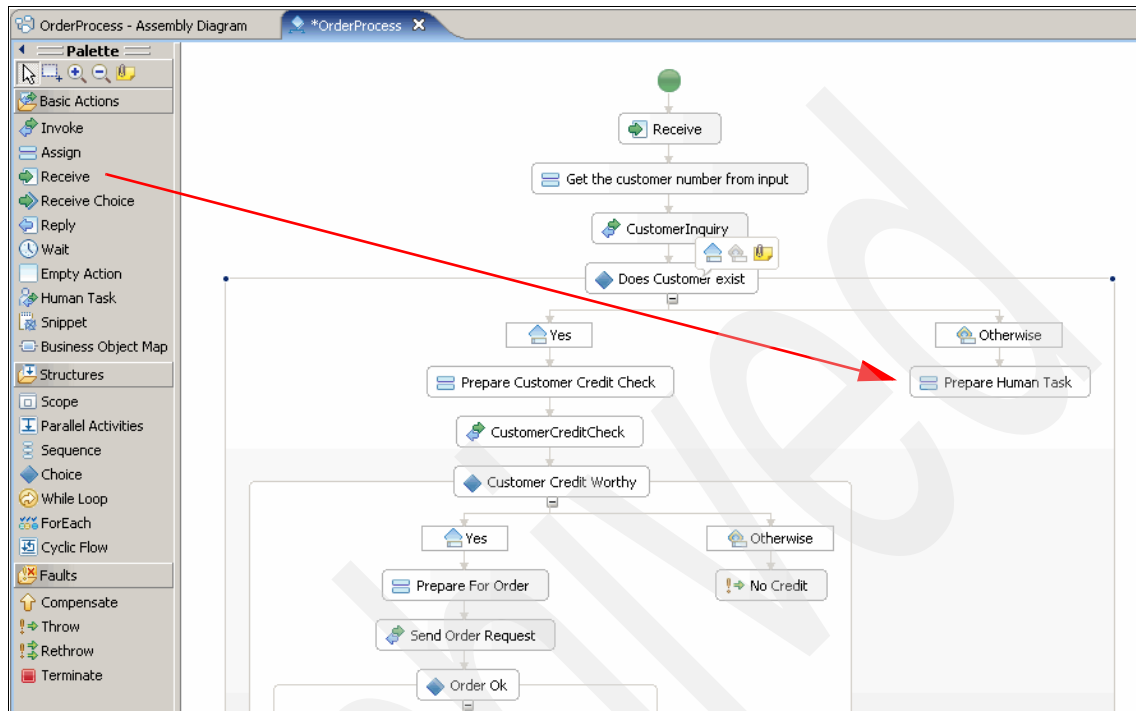 OrderProcess - Assembly Diagram
*OrderProcess
Palette
Basic Actions
Invoke
Assign
Receive
Receive Choice
Reply
Wait
Empty Action
Human Task
Snippet
Business Object Map
Structures
Scope
Parallel Activities
Sequence
Choice
While Loop
ForEach
Cyclic Flow
Faults
Compensate
Throw
Rethrow
Terminate
Receive
Get the customer number from input
CustomerInquiry
Does Customer exist
Yes
Otherwise
Prepare Customer Credit Check
Prepare Human Task
CustomerCreditCheck
Customer Credit Worthy
Yes
Otherwise
Prepare For Order
No Credit
Send Order Request
Order Ok